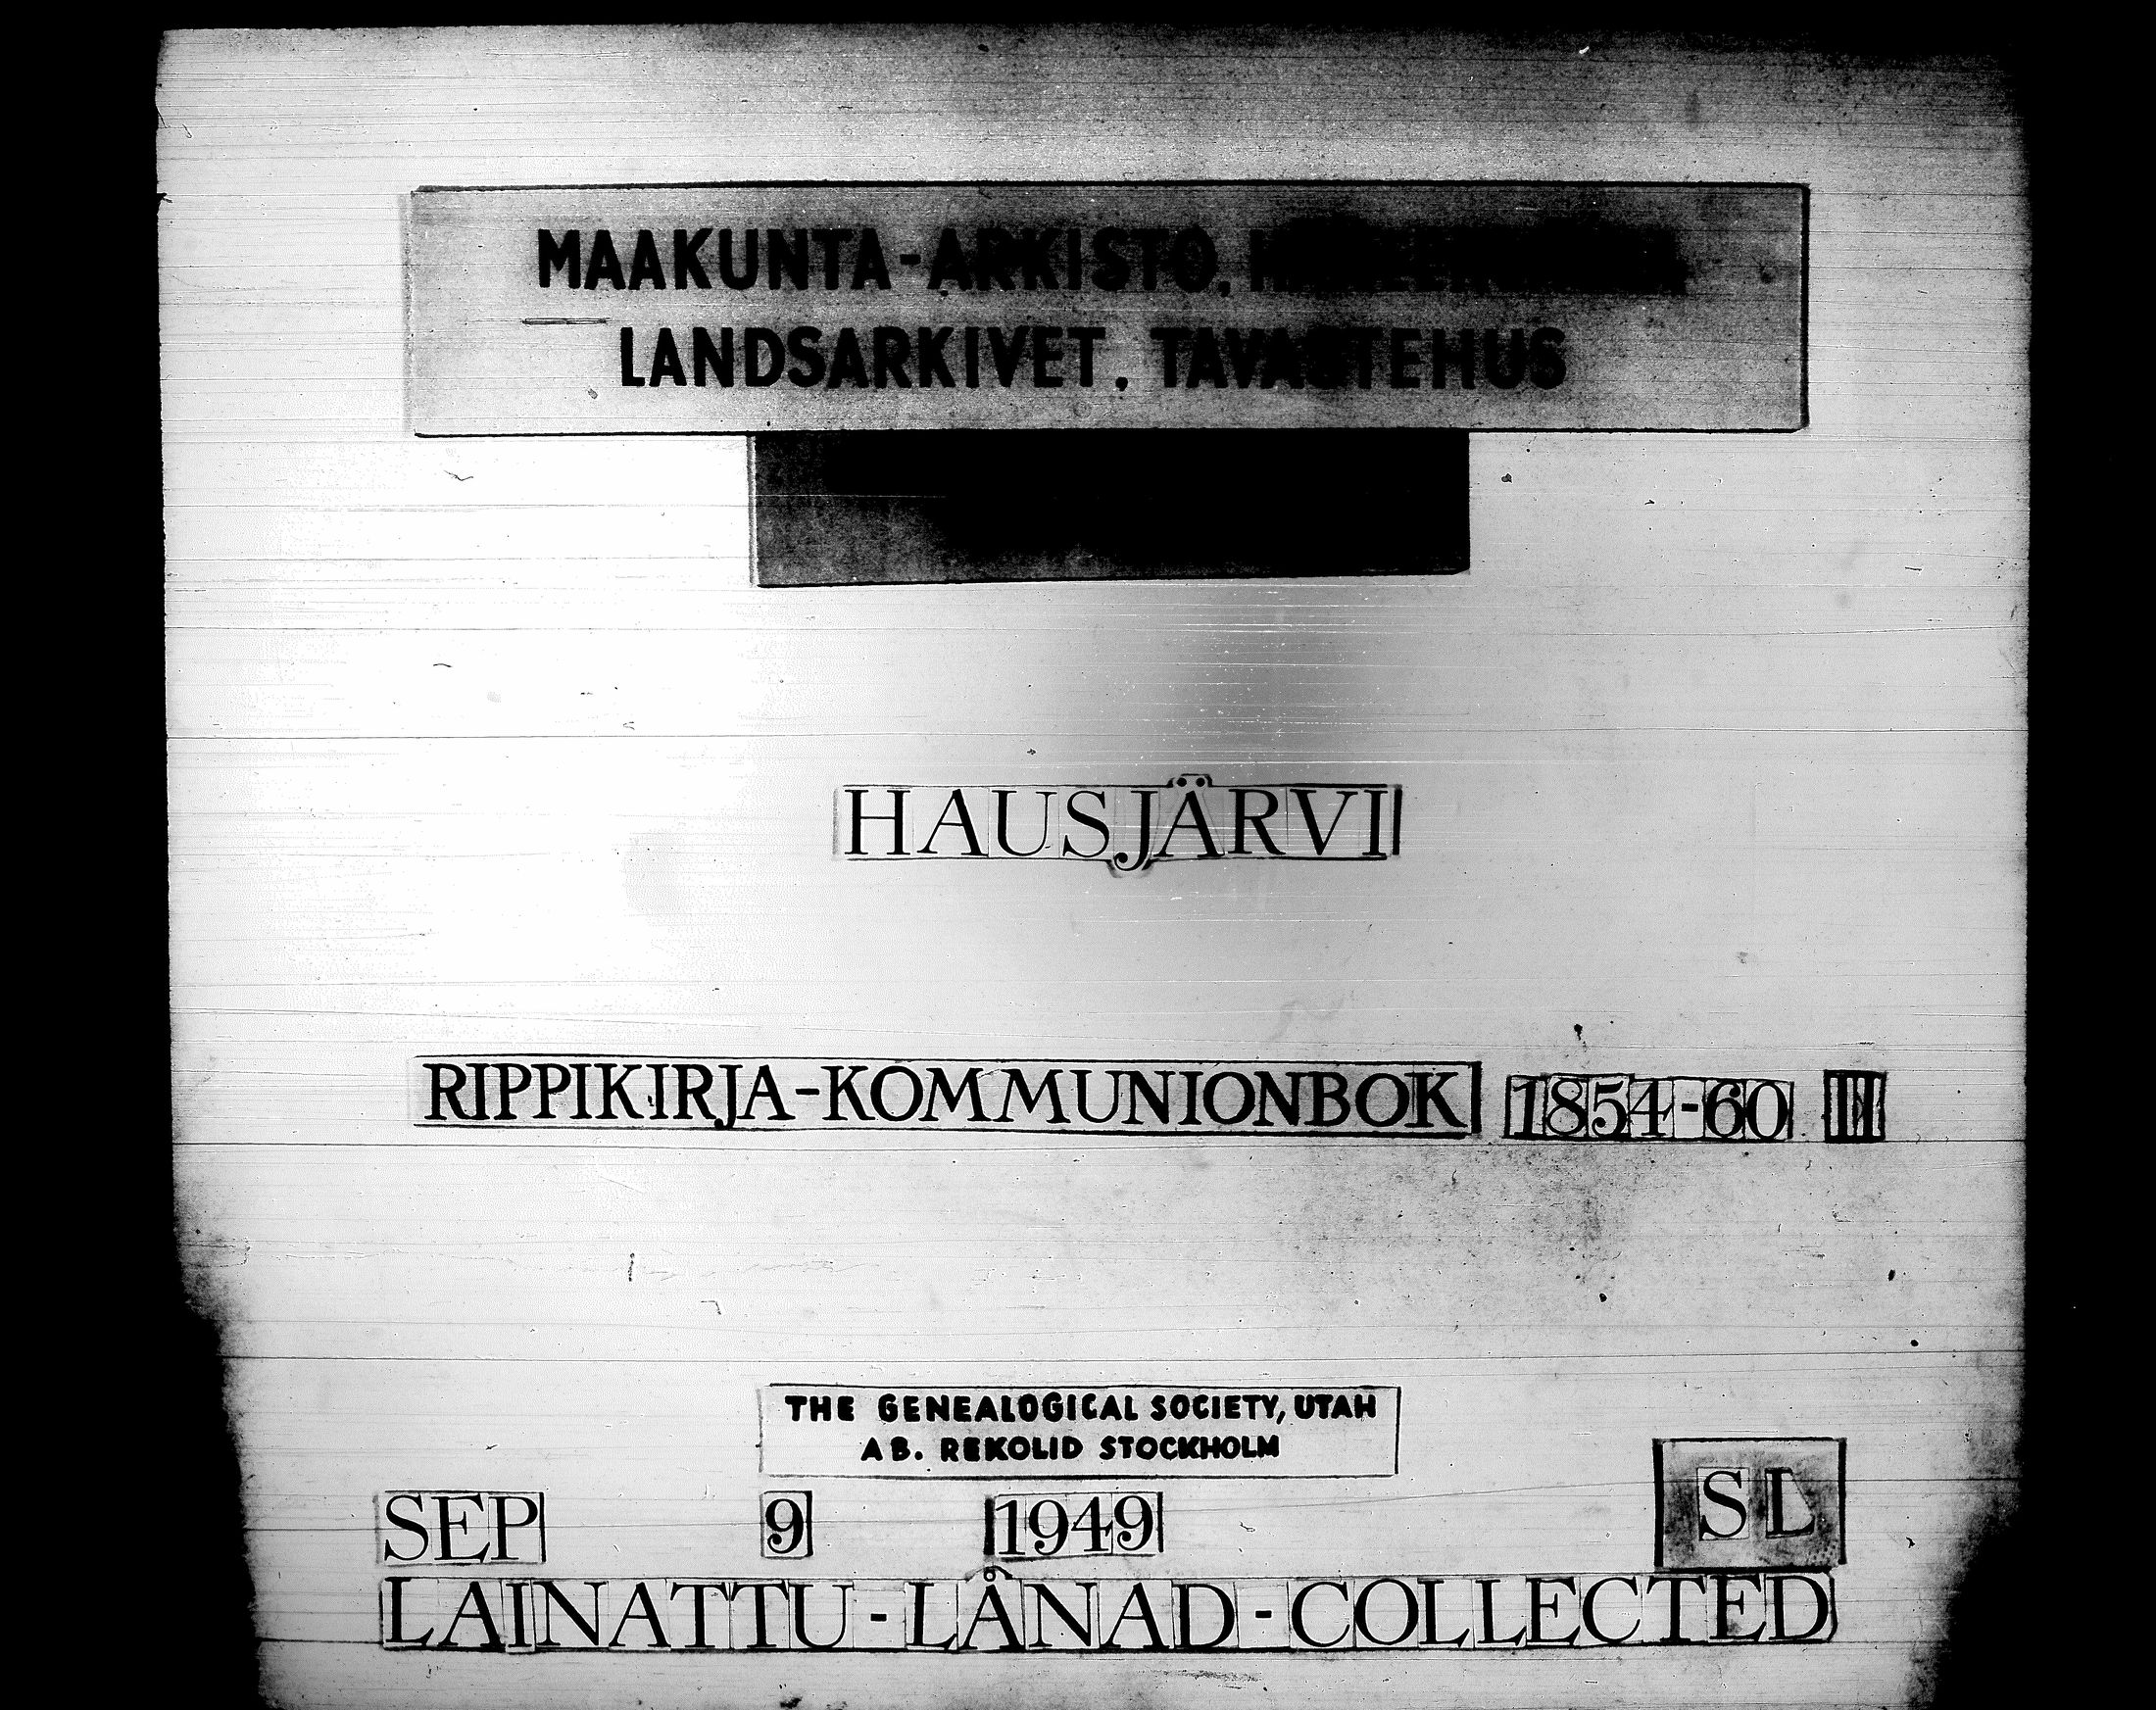 MAAKUNTA-ARKISTO,
LANDSARKIVET, TAVASTEHUS
HAUSJÄRVI
RIPPIKIRJA-KOMMUNIONBOK 1854-60 III
THE GENEALOGICAL SOCIETY, UTAH
AB. REKOLID STOCKHOLM
SEP 9 1949
SL
LAINATTU-LÅNAD-COLLECTED